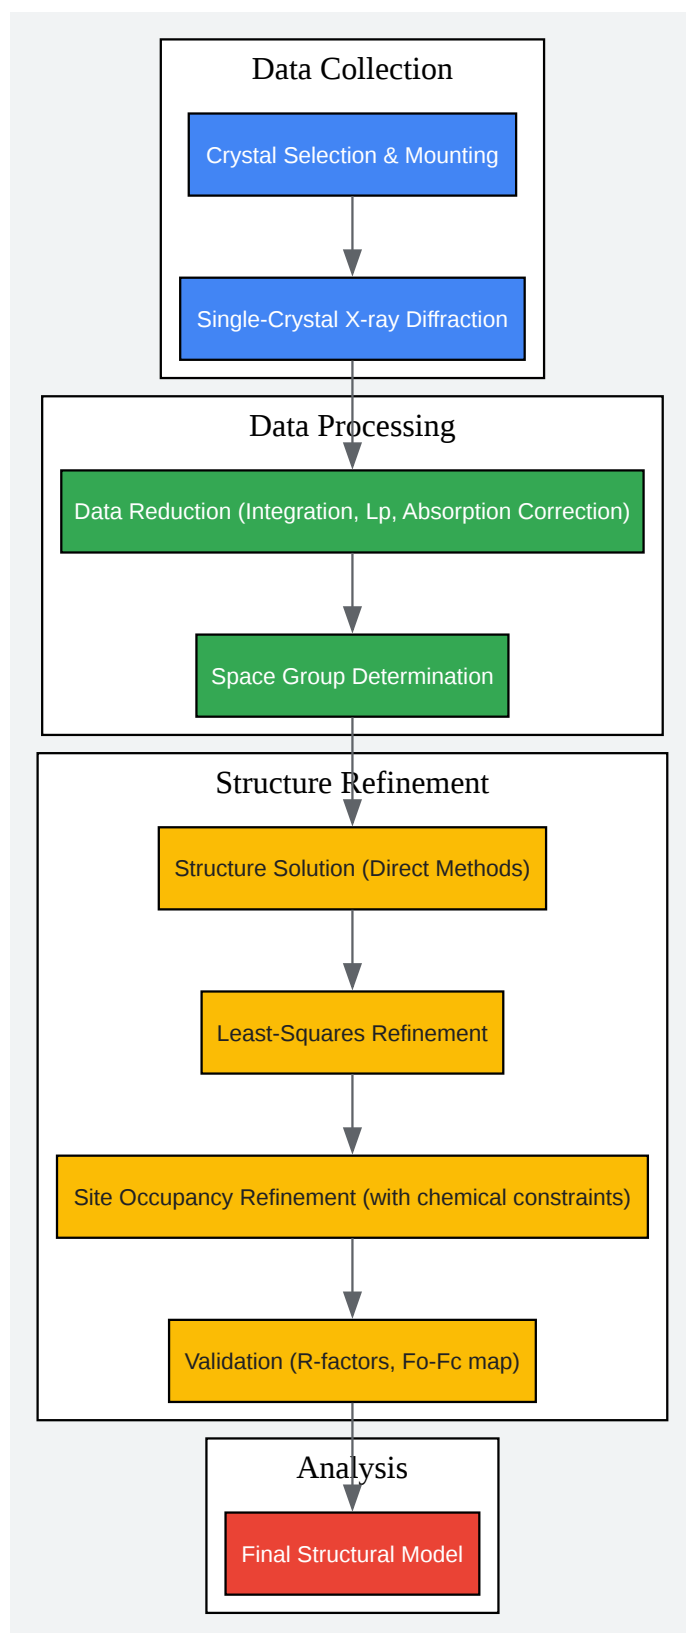 Data Collection
Crystal Selection & Mounting
Single-Crystal X-ray Diffraction
Data Processing
Data Reduction (Integration, Lp, Absorption Correction)
Space Group Determination
Structure Refinement
Structure Solution (Direct Methods)
Least-Squares Refinement
Site Occupancy Refinement (with chemical constraints)
Validation (R-factors, Fo-Fc map)
Analysis
Final Structural Model